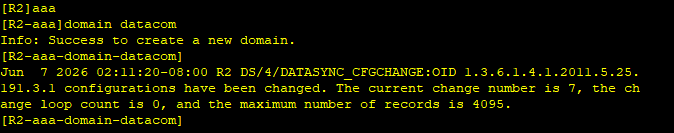 [R2]aaa
[R2-aaa]domain datacom
Info: Success to create a new domain.
[R2-aaa-domain-datacom]
Jun  7 2026 02:11:20-08:00 R2 DS/4/DATASYNC_CFGCHANGE:OID 1.3.6.1.4.1.2011.5.25.
191.3.1 configurations have been changed. The current change number is 7, the ch
ange loop count is 0, and the maximum number of records is 4095.
[R2-aaa-domain-datacom]